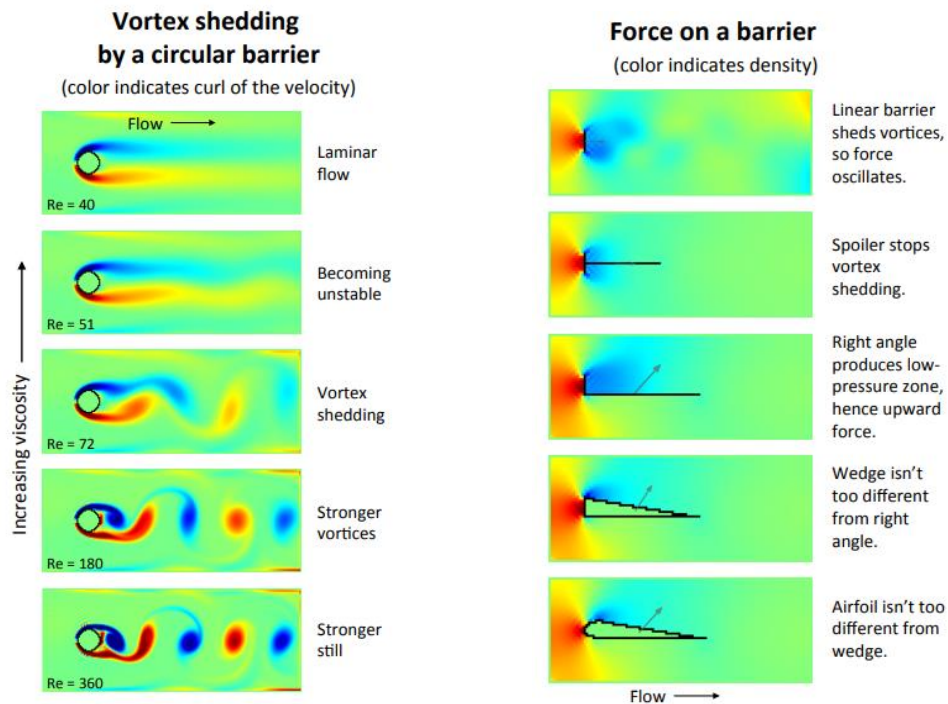 Vortex shedding
by a circular barrier
(color indicates curl of the velocity)
Flow
Re = 40
Laminar
flow
Re = 51
Becoming
unstable
Re = 72
Vortex
shedding
Re = 180
Stronger
vortices
Re = 360
Stronger
still
Increasing viscosity
Force on a barrier
(color indicates density)
Linear barrier
sheds vortices,
so force
oscillates.
Spoiler stops
vortex
shedding.
Right angle
produces low-
pressure zone,
hence upward
force.
Wedge isn't
too different
from right
angle.
Airfoil isn't too
different from
wedge.
Flow